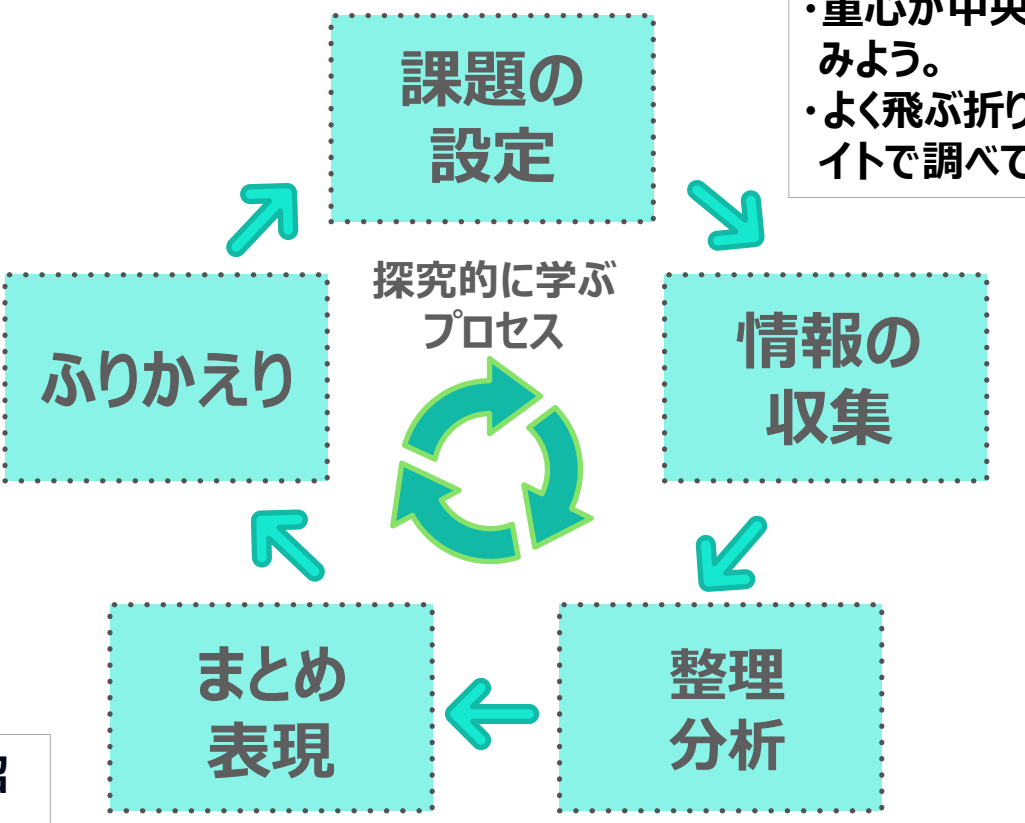 ・重心が中央
みよう。
・よく飛ぶ折り
イトで調べて
課題の
設定
探究的に学ぶ
プロセス
情報の
収集
整理
分析
まとめ
表現
ふりかえり